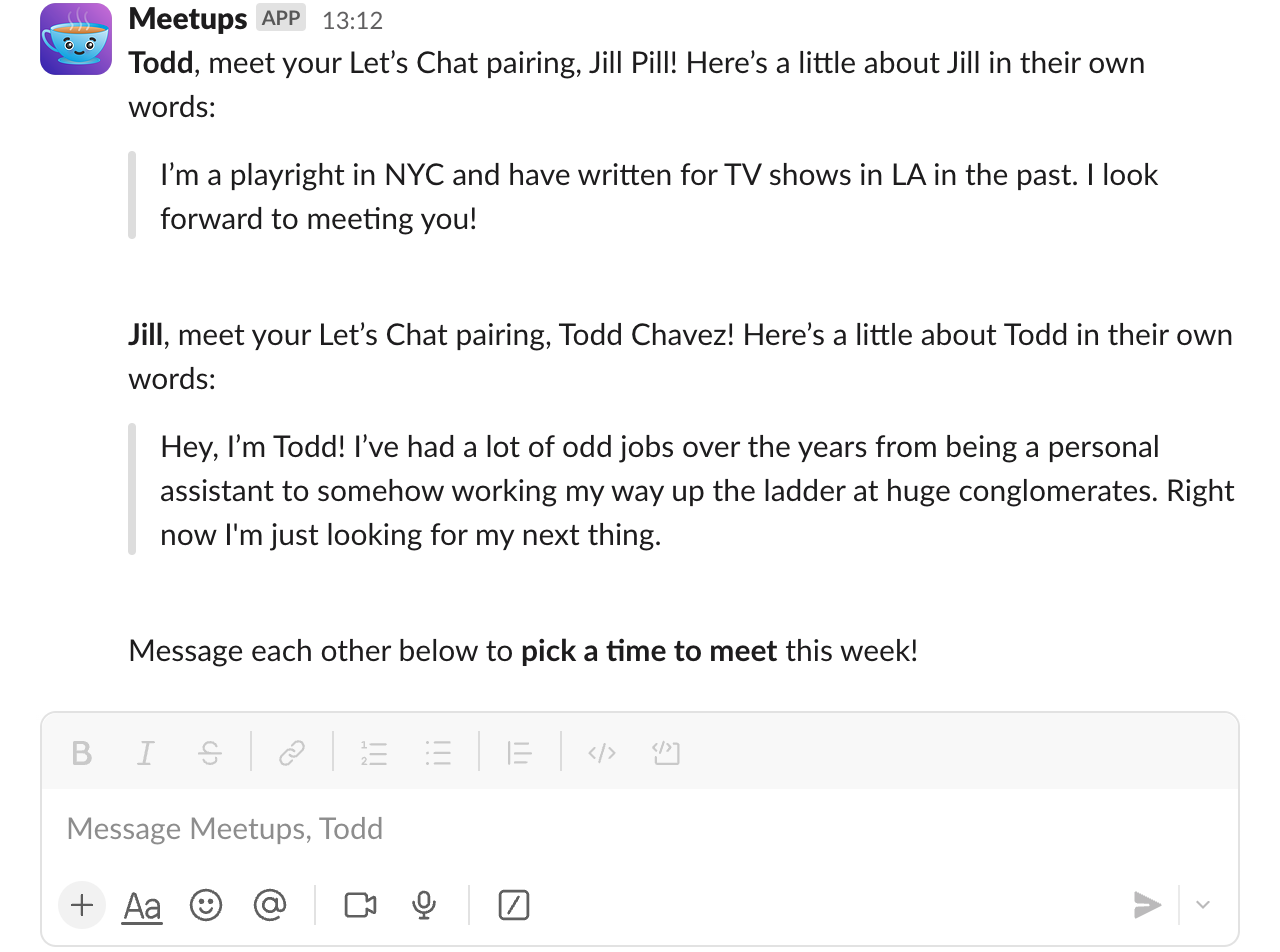 Meetups APP 13:12
Todd, meet your Let’s Chat pairing, Jill Pill! Here’s a little about Jill in their own
words:
I’m a playright in NYC and have written for TV shows in LA in the past. I look
forward to meeting you!
Jill, meet your Let’s Chat pairing, Todd Chavez! Here’s a little about Todd in their own
words:
Hey, I’m Todd! I’ve had a lot of odd jobs over the years from being a personal
assistant to somehow working my way up the ladder at huge conglomerates. Right
now I'm just looking for my next thing.
Message each other below to pick a time to meet this week!
Message Meetups, Todd